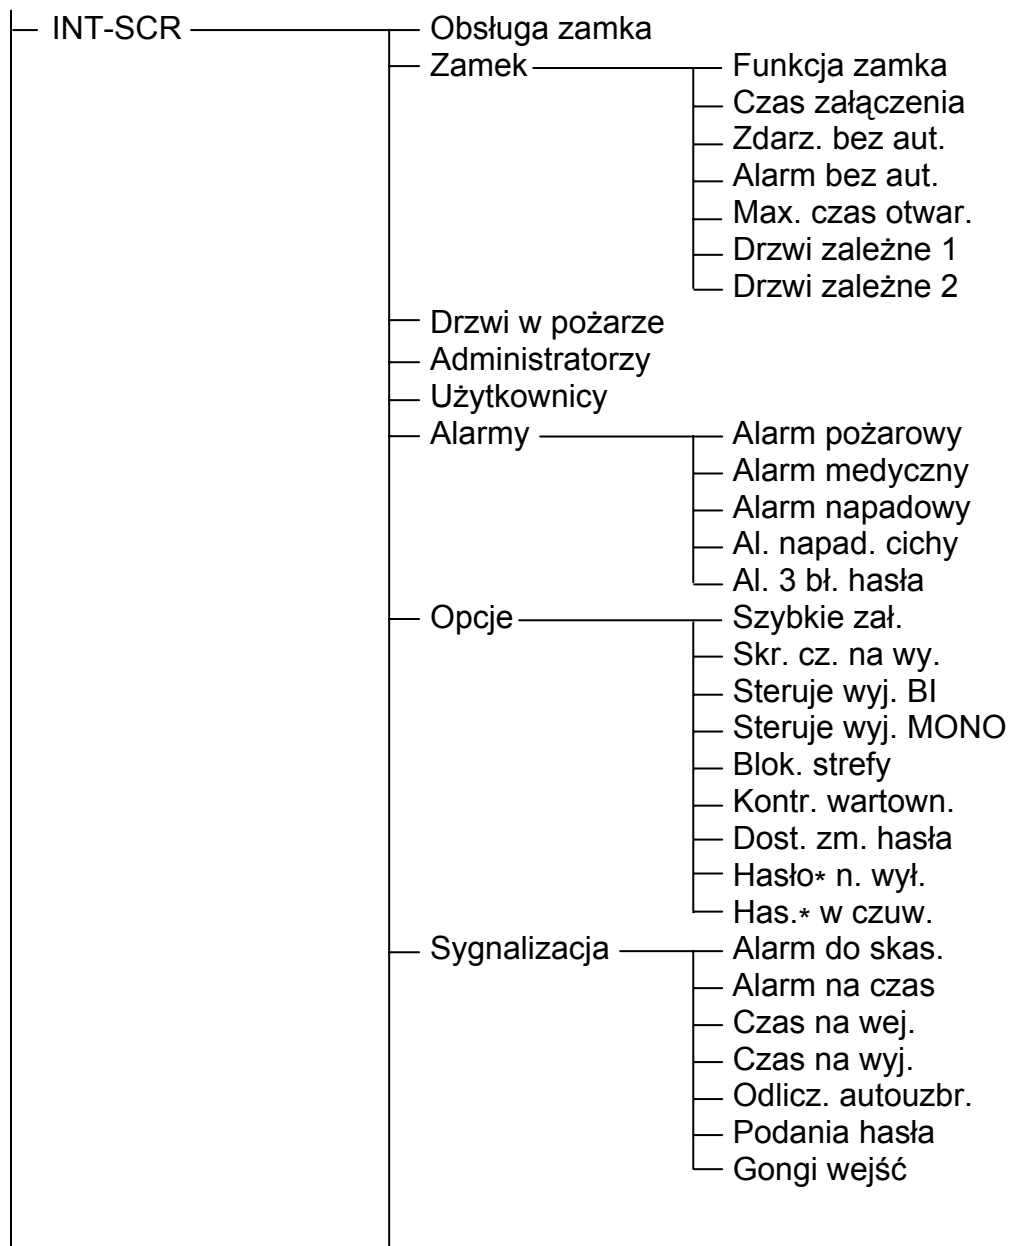 INT-SCR Obsługa zamka
Zamek Funkcja zamka
Czas załączenia
Zdarz. bez aut.
Alarm bez aut.
Max. czas otwar.
Drzwi zależne 1
Drzwi zależne 2
Drzwi w pożarze
Administratorzy
Użytkownicy
Alarmy Alarm pożarowy
Alarm medyczny
Alarm napadowy
Al. napad. cichy
Al. 3 bł. hasła
Opcje Szybkie zał.
Skr. cz. na wy.
Steruje wyj. BI
Steruje wyj. MONO
Blok. strefy
Kontr. wartown.
Dost. zm. hasła
Hasło* n. wył.
Has.* w czuw.
Sygnalizacja Alarm do skas.
Alarm na czas
Czas na wej.
Czas na wyj.
Odlicz. autouzbr.
Podania hasła
Gongi wejść